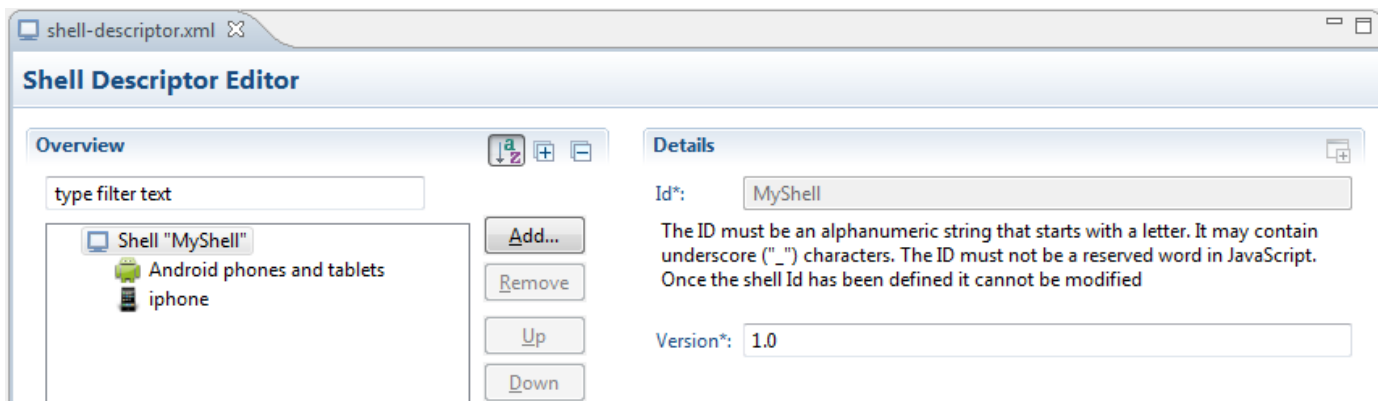 shell-descriptor.xml
Shell Descriptor Editor
Overview
type filter text
Shell "MyShell"
Android phones and tablets
iphone
Add...
Remove
Up
Down
Details
Id*: MyShell
The ID must be an alphanumeric string that starts with a letter. It may contain
underscore ("_") characters. The ID must not be a reserved word in JavaScript.
Once the shell Id has been defined it cannot be modified
Version*: 1.0